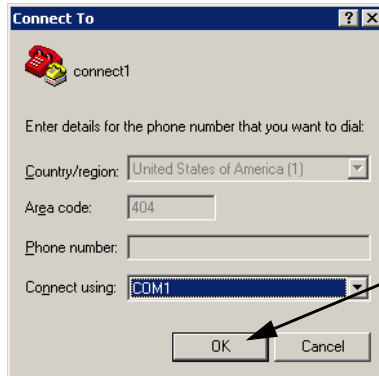 Connect To
connect1
Enter details for the phone number that you want to dial:
Country/region: United States of America (1)
Area code: 404
Phone number:
Connect using: COM1
OK Cancel